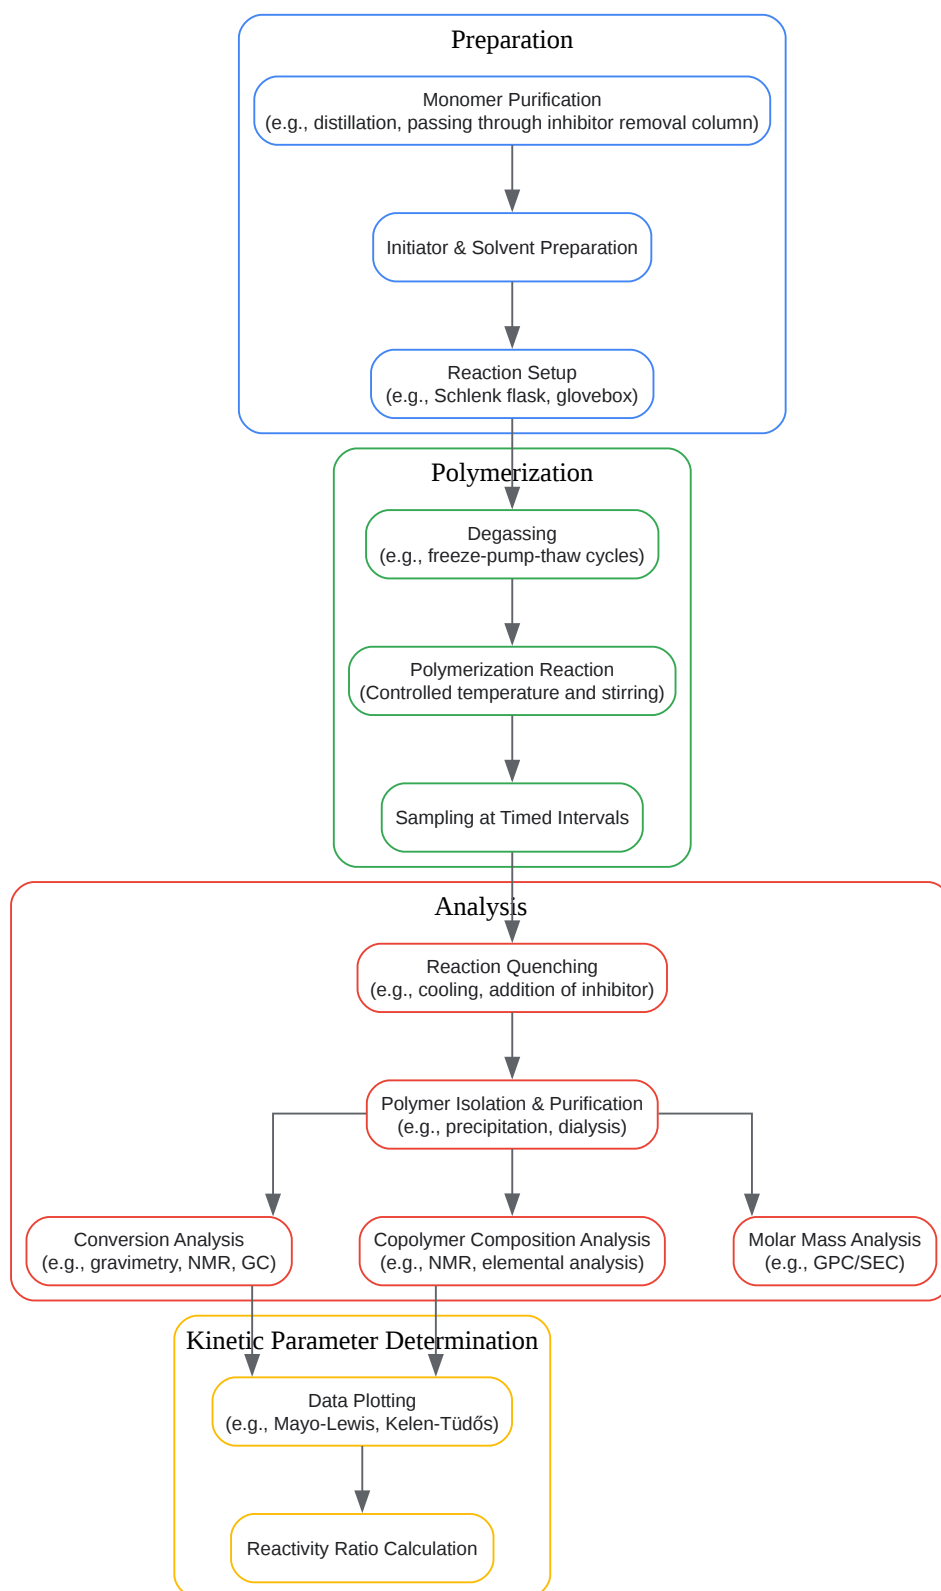 Preparation
Monomer Purification
(e.g., distillation, passing through inhibitor removal column)
Initiator & Solvent Preparation
Reaction Setup
(e.g., Schlenk flask, glovebox)
Polymerization
Degassing
(e.g., freeze-pump-thaw cycles)
Polymerization Reaction
(Controlled temperature and stirring)
Sampling at Timed Intervals
Analysis
Reaction Quenching
(e.g., cooling, addition of inhibitor)
Polymer Isolation & Purification
(e.g., precipitation, dialysis)
Conversion Analysis
(e.g., gravimetry, NMR, GC)
Copolymer Composition Analysis
(e.g., NMR, elemental analysis)
Molar Mass Analysis
(e.g., GPC/SEC)
Kinetic Parameter Determination
Data Plotting
(e.g., Mayo-Lewis, Kelen-Tüdős)
Reactivity Ratio Calculation